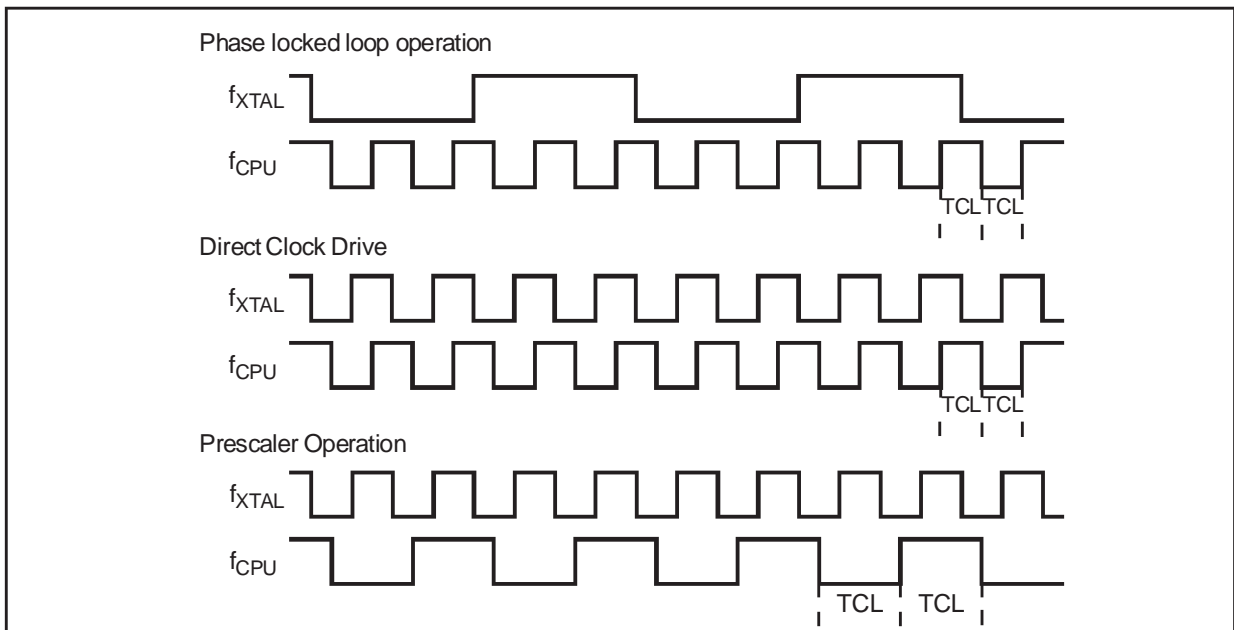 Phase locked loop operation
fXTAL
fCPU
TCL TCL
Direct Clock Drive
fXTAL
fCPU
TCL TCL
Prescaler Operation
fXTAL
fCPU
TCL TCL